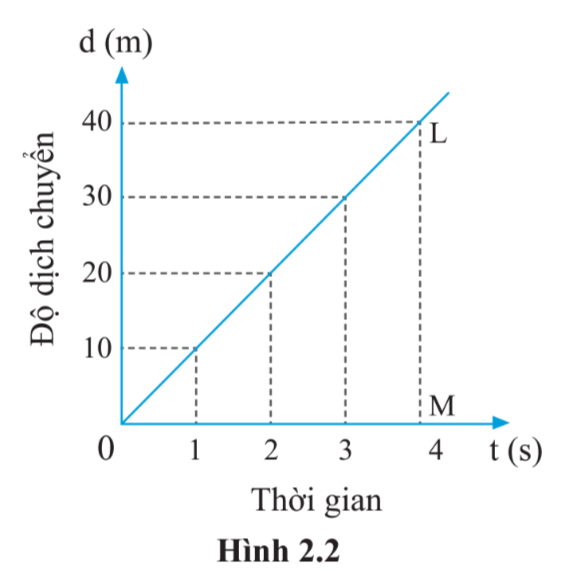 d (m)
Độ dịch chuyển
40
L
30
20
10
M
0 1 2 3 4 t (s)
Thời gian
Hình 2.2